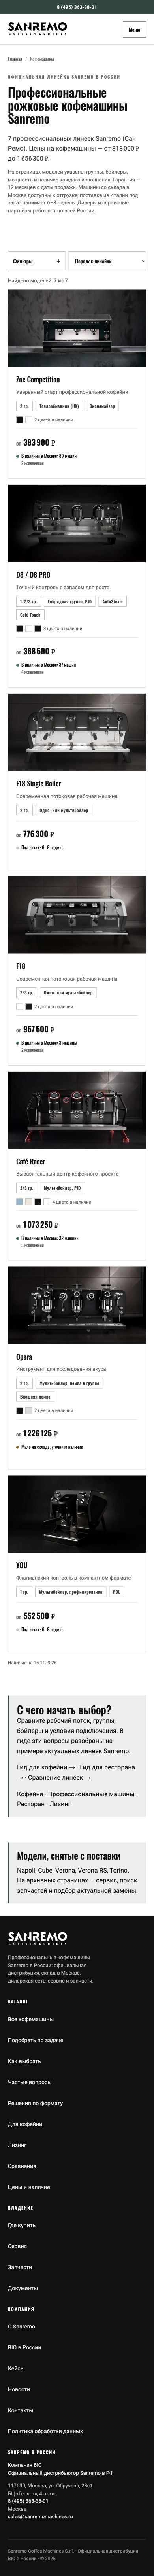 8 (495) 363-38-01
SANREMO
COFFEE MACHINES
Меню
Главная / Кофемашины
ОФИЦИАЛЬНАЯ ЛИНЕЙКА SANREMO В РОССИИ
Профессиональные
рожковые кофемашины
Sanremo
7 профессиональных линеек Sanremo (Сан
Ремо). Цены на кофемашины — от 318 000 ₽
до 1 656 300 ₽.
На страницах моделей указаны группы, бойлеры,
мощность и наличие каждого исполнения. Гарантия —
12 месяцев с даты продажи. Машины со склада в
Москве доступны к отгрузке; поставка из Италии под
заказ занимает 6–8 недель. Дилеры и сервисные
партнёры работают по всей России.
Фильтры +
Порядок линейки
Найдено моделей: 7 из 7
Zoe Competition
Уверенный старт профессиональной кофейни
2 гр.
Теплообменник (HX)
Экономайзер
2 цвета в наличии
от 383 900 ₽
В наличии в Москве: 89 машин
2 исполнения
D8 / D8 PRO
Точный контроль с запасом для роста
1/2/3 гр.
Гибридная группа, PID
AutoSteam
Cold Touch
3 цвета в наличии
от 368 500 ₽
В наличии в Москве: 37 машин
4 исполнения
F18 Single Boiler
Современная потоковая рабочая машина
2 гр.
Одно- или мультибойлер
от 776 300 ₽
Под заказ · 6–8 недель
F18
Современная потоковая рабочая машина
2/3 гр.
Одно- или мультибойлер
2 цвета в наличии
от 957 500 ₽
В наличии в Москве: 3 машины
2 исполнения
Café Racer
Выразительный центр кофейного проекта
2/3 гр.
Мультибойлер, PID
4 цвета в наличии
от 1 073 250 ₽
В наличии в Москве: 32 машины
5 исполнений
Opera
Инструмент для исследования вкуса
2 гр.
Внешняя помпа
2 цвета в наличии
от 1 226 125 ₽
Мало на складе, уточните наличие
YOU
Флагманский контроль в компактном формате
1 гр.
Мультибойлер, профилирование
от 552 500 ₽
Под заказ · 6–8 недель
С чего начать выбор?
Сравните рабочий поток, группы,
бойлеры и условия подключения. В
гиде эти вопросы разобраны на
примере актуальных линеек Sanremo.
Гид для кофейни → · Гид для ресторана
→ · Сравнение линеек →
Кофейня · Профессиональные машины ·
Ресторан · Лизинг
Модели, снятые с поставки
Napoli, Cube, Verona, Verona RS, Torino.
На архивных страницах — сервис, поиск
запчастей и подбор актуальной замены.
SANREMO
COFFEE MACHINES
Профессиональные кофемашины
Sanremo в России: официальная
дистрибуция, склад в Москве,
дилерская сеть, сервис и запчасти.
КАТАЛОГ
Все кофемашины
Подобрать по задаче
Как выбрать
Частые вопросы
Решения по формату
Для кофейни
Лизинг
Сравнения
Цены и наличие
ВЛАДЕЛЬЦУ
Где купить
Сервис
Запчасти
Документы
КОМПАНИЯ
О Sanremo
BIO в России
Кейсы
Новости
Контакты
Политика обработки данных
SANREMO В РОССИИ
Компания BIO
Официальный дистрибьютор Sanremo в РФ
117630, Москва, ул. Обручева, 23с1
БЦ «Геолог», 4 этаж
8 (495) 363-38-01
Москва
sales@sanremomachines.ru
Sanremo Coffee Machines S.r.l. · Официальная дистрибуция
BIO в России · © 2026